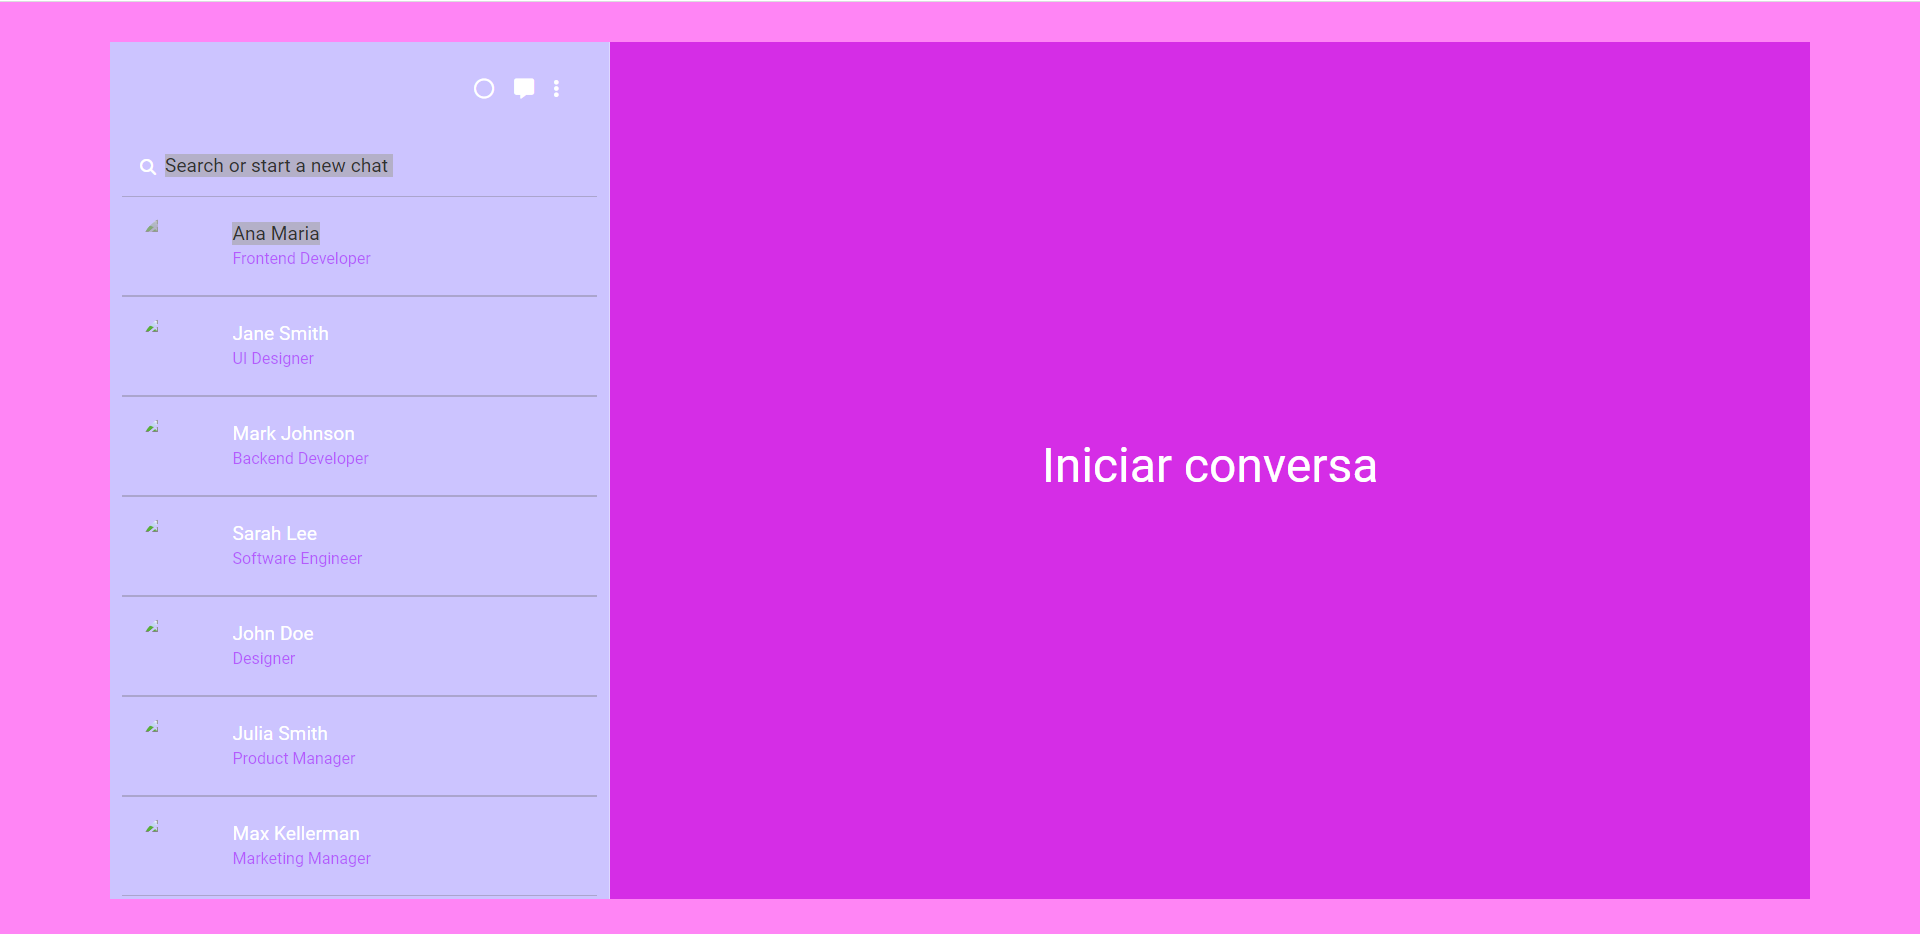 Search or start a new chat
Ana Maria
Frontend Developer
Jane Smith
UI Designer
Mark Johnson
Backend Developer
Sarah Lee
Software Engineer
John Doe
Designer
Julia Smith
Product Manager
Max Kellerman
Marketing Manager
Iniciar conversa